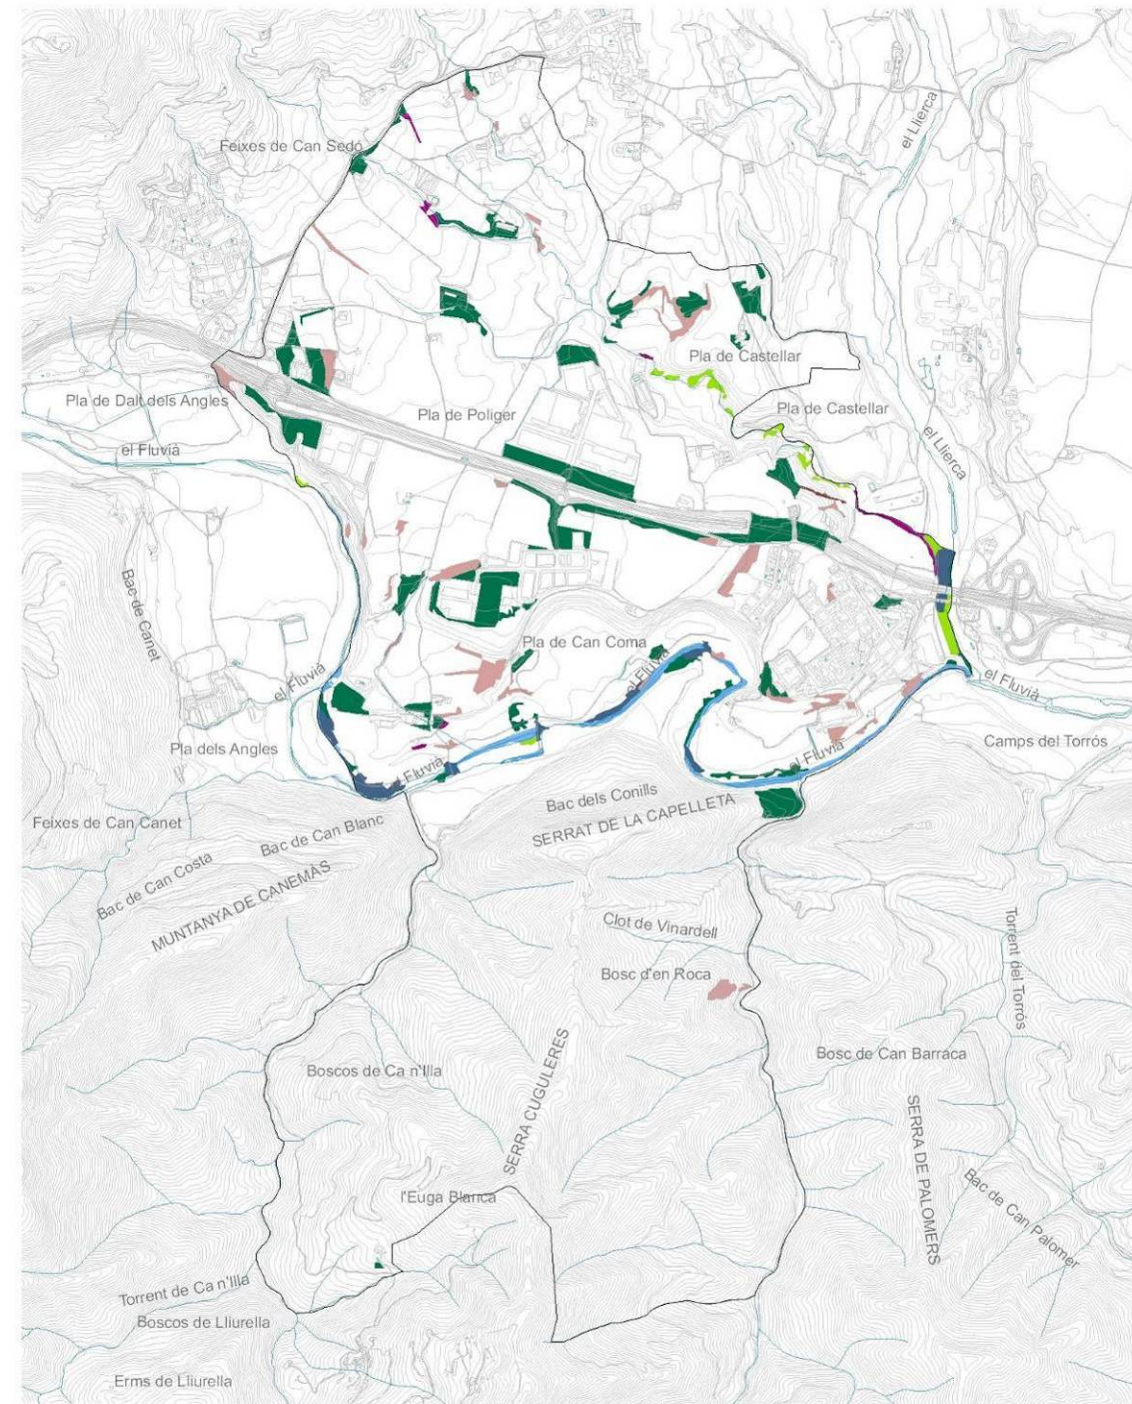 el Llierca
Feixes de Can Sedó
Pla de Castellar
Pla de Dalt dels Angles
Pla de Poliger
Pla de Castellar
el Fluvià
el Llierca
Bac de Canet
Pla de Can Coma
el Fluvià
el Fluvià
el Fluvià
Pla dels Angles
Camps del Torrós
el Fluvià
el Fluvià
Bac dels Conills
SERRAT DE LA CAPELLETA
Feixes de Can Canet
Bac de Can Blanc
Bac de Can Costa
MUNTANYA DE CANEMÀS
Clot de Vinardell
Torrent del Torrós
Bosc d'en Roca
Bosc de Can Barraca
Boscos de Ca n'Illa
SERRA CUGULERES
SERRA DE PALOMERS
l'Euga Blanca
Bac de Can Palomer
Torrent de Ca n'Illa
Boscos de Lliurella
Erms de Lliurella